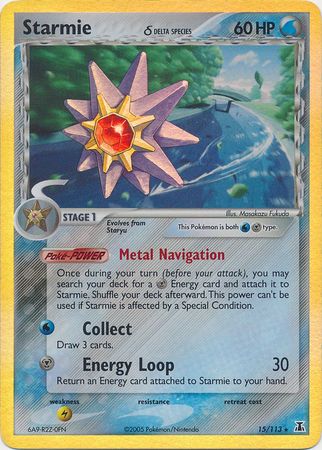 Starmie δ DELTA SPECIES 60 HP
Illus. Masakazu Fukuda
STAGE 1 Evolves from Staryu This Pokémon is both type.
Poké-POWER Metal Navigation
Once during your turn (before your attack), you may
search your deck for a Energy card and attach it to
Starmie. Shuffle your deck afterward. This power can't be
used if Starmie is affected by a Special Condition.
Collect
Draw 3 cards.
Energy Loop 30
Return an Energy card attached to Starmie to your hand.
weakness resistance retreat cost
6A9-R2Z-0FN ©2005 Pokémon/Nintendo 15/113 ★